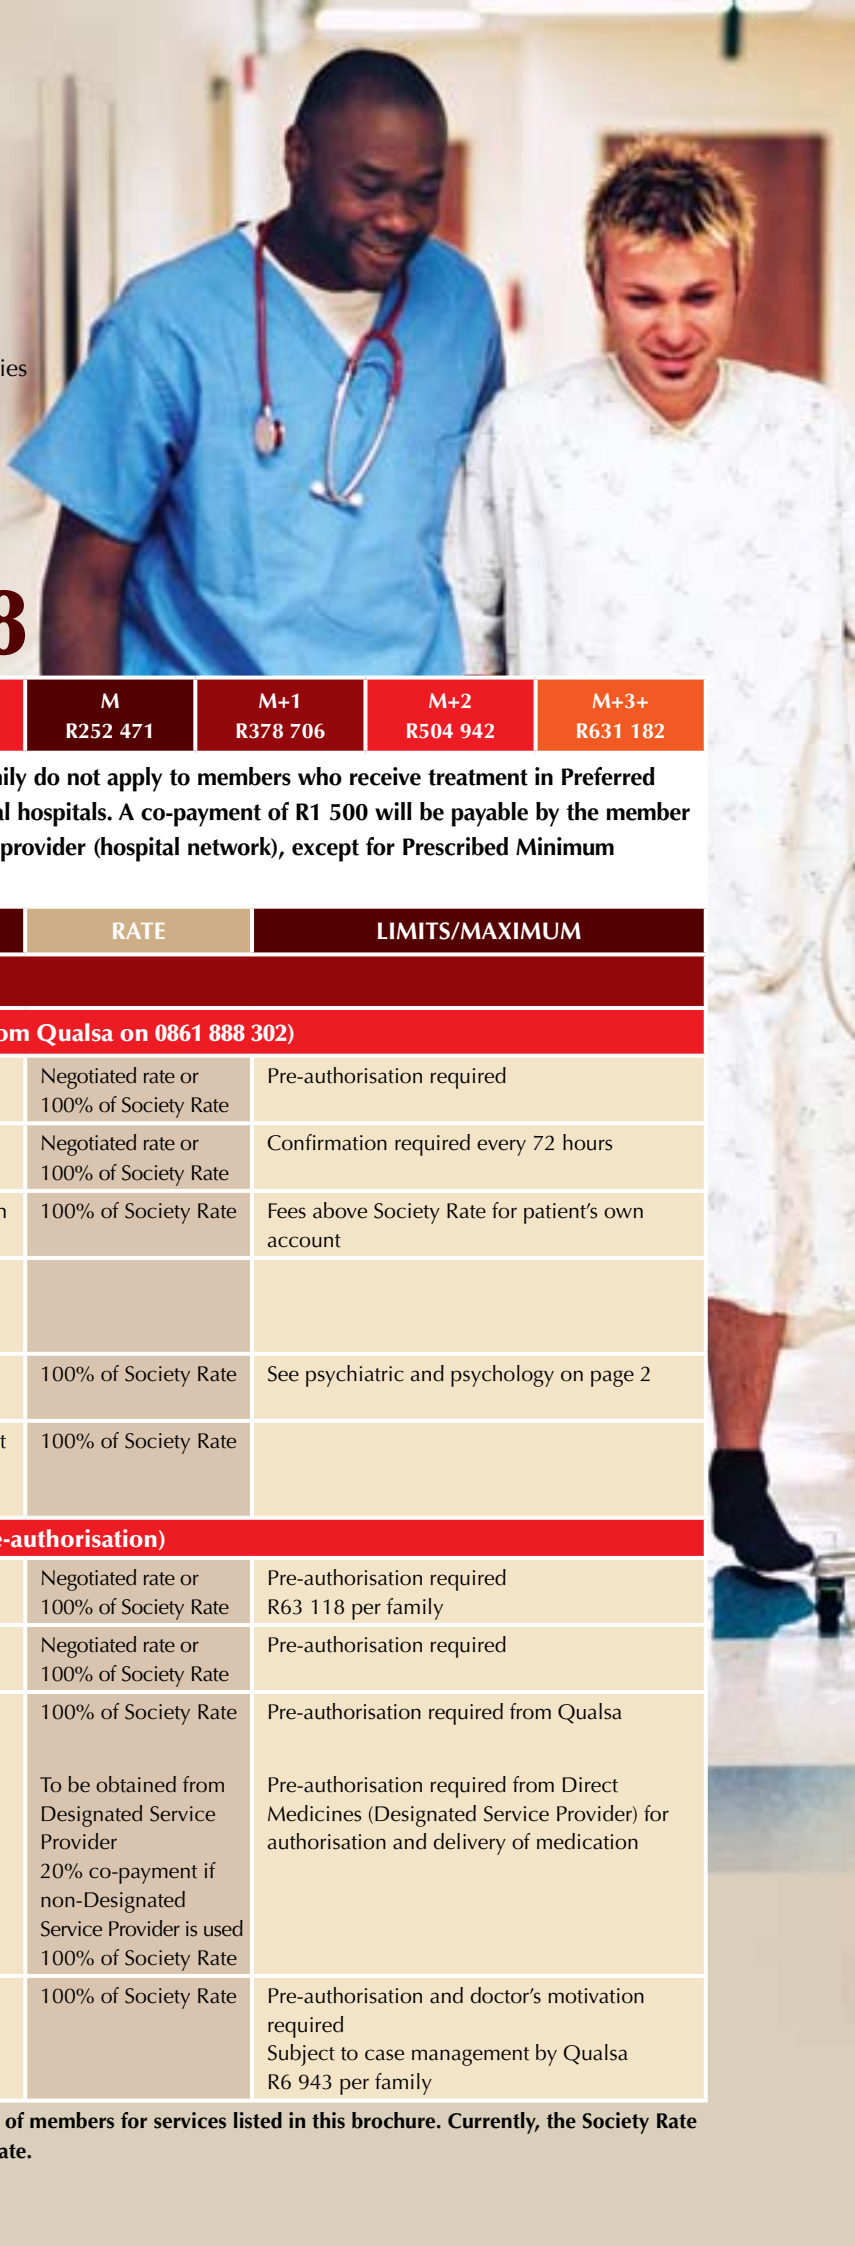 ies
8
M M+1 M+2 M+3+
R252 471 R378 706 R504 942 R631 182
ily do not apply to members who receive treatment in Preferred
al hospitals. A co-payment of R1 500 will be payable by the member
provider (hospital network), except for Prescribed Minimum
RATE LIMITS/MAXIMUM
om Qualsa on 0861 888 302)
Negotiated rate or Pre-authorisation required
100% of Society Rate
Negotiated rate or Confirmation required every 72 hours
100% of Society Rate
n 100% of Society Rate Fees above Society Rate for patient’s own
account
100% of Society Rate See psychiatric and psychology on page 2
t 100% of Society Rate
e-authorisation)
Negotiated rate or Pre-authorisation required
100% of Society Rate R63 118 per family
Negotiated rate or Pre-authorisation required
100% of Society Rate
100% of Society Rate Pre-authorisation required from Qualsa
To be obtained from Pre-authorisation required from Direct
Designated Service Medicines (Designated Service Provider) for
Provider authorisation and delivery of medication
20% co-payment if
non-Designated
Service Provider is used
100% of Society Rate
100% of Society Rate Pre-authorisation and doctor’s motivation
required
Subject to case management by Qualsa
R6 943 per family
of members for services listed in this brochure. Currently, the Society Rate
ate.